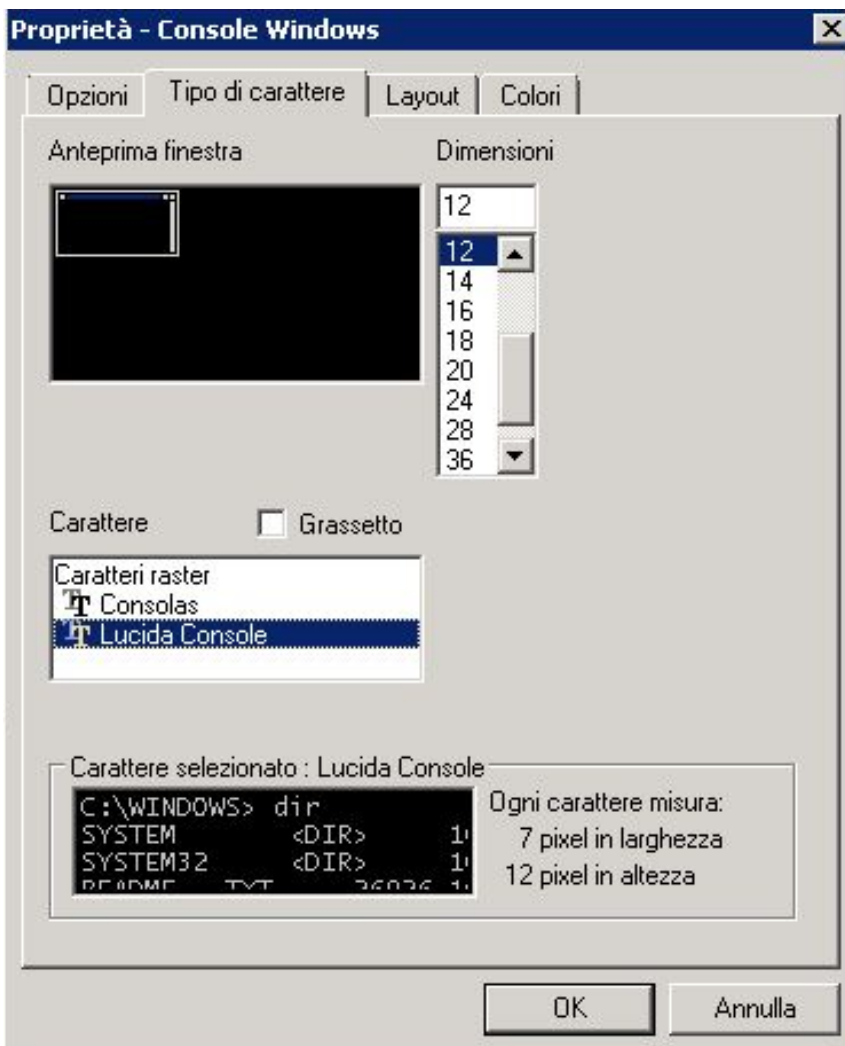 Proprietà - Console Windows
Opzioni Tipo di carattere Layout Colori
Anteprima finestra Dimensioni
12
12
14
16
18
20
24
28
36
Carattere Grassetto
Caratteri raster
Consolas
Lucida Console
Carattere selezionato : Lucida Console
C:\WINDOWS> dir
SYSTEM <DIR> 1
SYSTEM32 <DIR> 1
Ogni carattere misura:
7 pixel in larghezza
12 pixel in altezza
OK Annulla